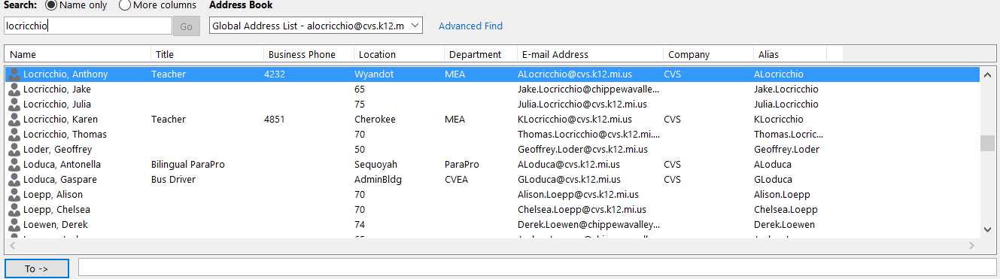 Search: Name only More columns Address Book
locricchio Go Global Address List - alocricchio@cvs.k12.m Advanced Find
Name Title Business Phone Location Department E-mail Address Company Alias
Locricchio, Anthony Teacher 4232 Wyandot MEA ALocricchio@cvs.k12.mi.us CVS ALocricchio
Locricchio, Jake 65 Jake.Locricchio@chippewavalle... Jake.Locricchio
Locricchio, Julia 75 Julia.Locricchio@cvs.k12.mi.us Julia.Locricchio
Locricchio, Karen Teacher 4851 Cherokee MEA KLocricchio@cvs.k12.mi.us CVS KLocricchio
Locricchio, Thomas 70 Thomas.Locricchio@cvs.k12.mi.... Thomas.Locric...
Loder, Geoffrey 50 Geoffrey.Loder@cvs.k12.mi.us Geoffrey.Loder
Loduca, Antonella Bilingual ParaPro Sequoyah ParaPro ALoduca@cvs.k12.mi.us CVS ALoduca
Loduca, Gaspare Bus Driver AdminBldg CVEA GLoduca@cvs.k12.mi.us CVS GLoduca
Loepp, Alison 70 Alison.Loepp@cvs.k12.mi.us Alison.Loepp
Loepp, Chelsea 70 Chelsea.Loepp@cvs.k12.mi.us Chelsea.Loepp
Loewen, Derek 74 Derek.Loewen@chippewavalley... Derek.Loewen
To ->